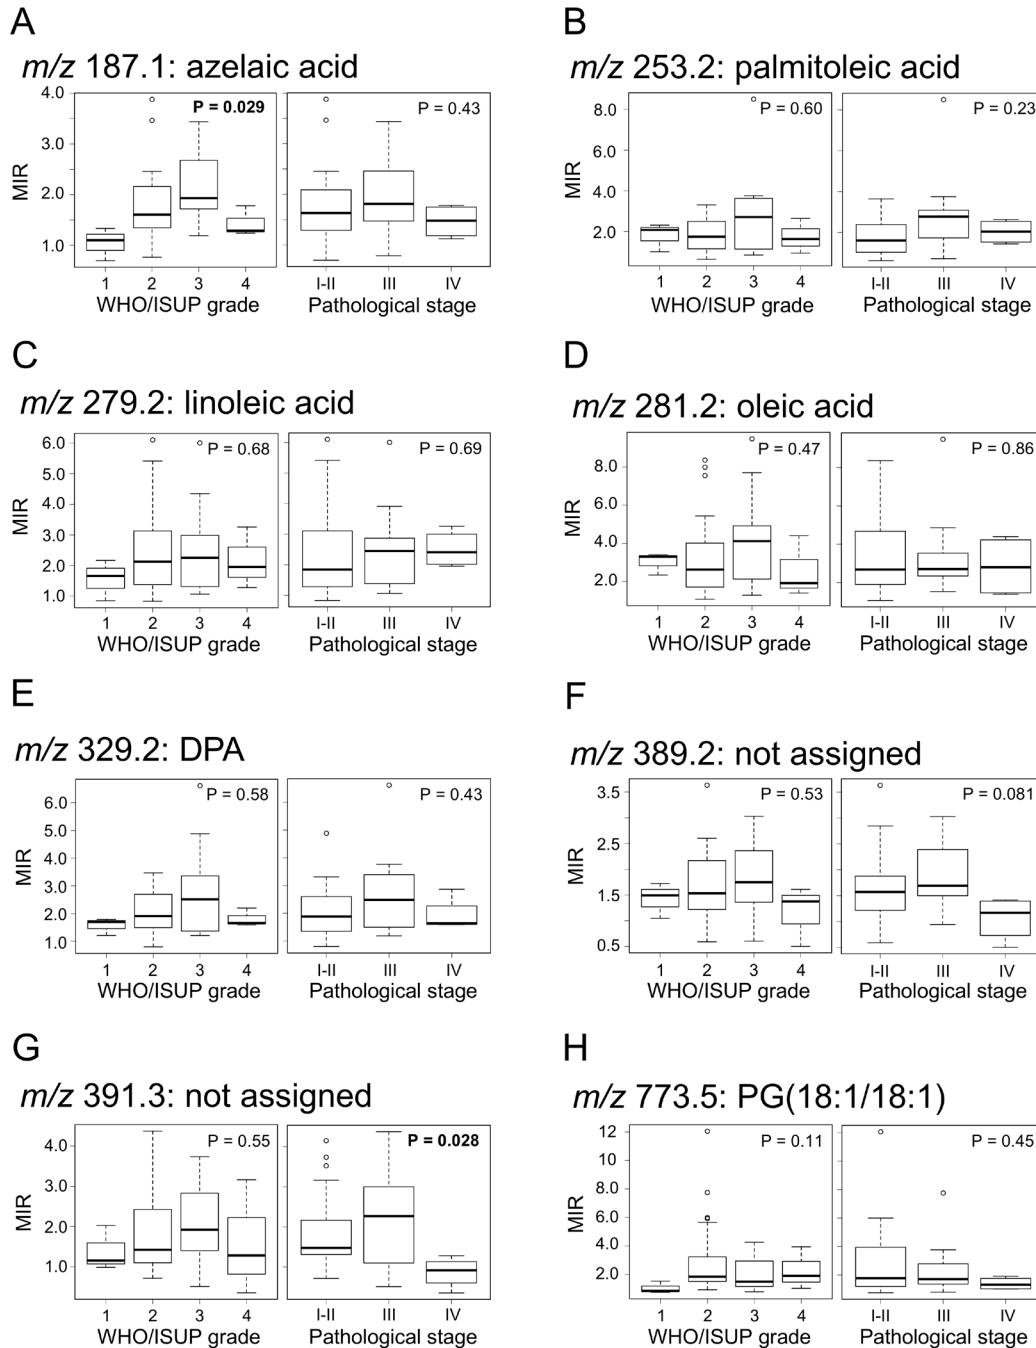 A
m/z 187.1: azelaic acid
4.0
3.0
2.0
1.0
MIR
P = 0.029
P = 0.43
1 2 3 4
WHO/ISUP grade
I-II III IV
Pathological stage
B
m/z 253.2: palmitoleic acid
8.0
6.0
4.0
2.0
MIR
P = 0.60
P = 0.23
1 2 3 4
WHO/ISUP grade
I-II III IV
Pathological stage
C
m/z 279.2: linoleic acid
6.0
5.0
4.0
3.0
2.0
1.0
MIR
P = 0.68
P = 0.69
1 2 3 4
WHO/ISUP grade
I-II III IV
Pathological stage
D
m/z 281.2: oleic acid
8.0
6.0
4.0
2.0
MIR
P = 0.47
P = 0.86
1 2 3 4
WHO/ISUP grade
I-II III IV
Pathological stage
E
m/z 329.2: DPA
6.0
5.0
4.0
3.0
2.0
1.0
MIR
P = 0.58
P = 0.43
1 2 3 4
WHO/ISUP grade
I-II III IV
Pathological stage
F
m/z 389.2: not assigned
3.5
2.5
1.5
0.5
MIR
P = 0.53
P = 0.081
1 2 3 4
WHO/ISUP grade
I-II III IV
Pathological stage
G
m/z 391.3: not assigned
4.0
3.0
2.0
1.0
MIR
P = 0.55
P = 0.028
1 2 3 4
WHO/ISUP grade
I-II III IV
Pathological stage
H
m/z 773.5: PG(18:1/18:1)
12
10
8.0
6.0
4.0
2.0
MIR
P = 0.11
P = 0.45
1 2 3 4
WHO/ISUP grade
I-II III IV
Pathological stage